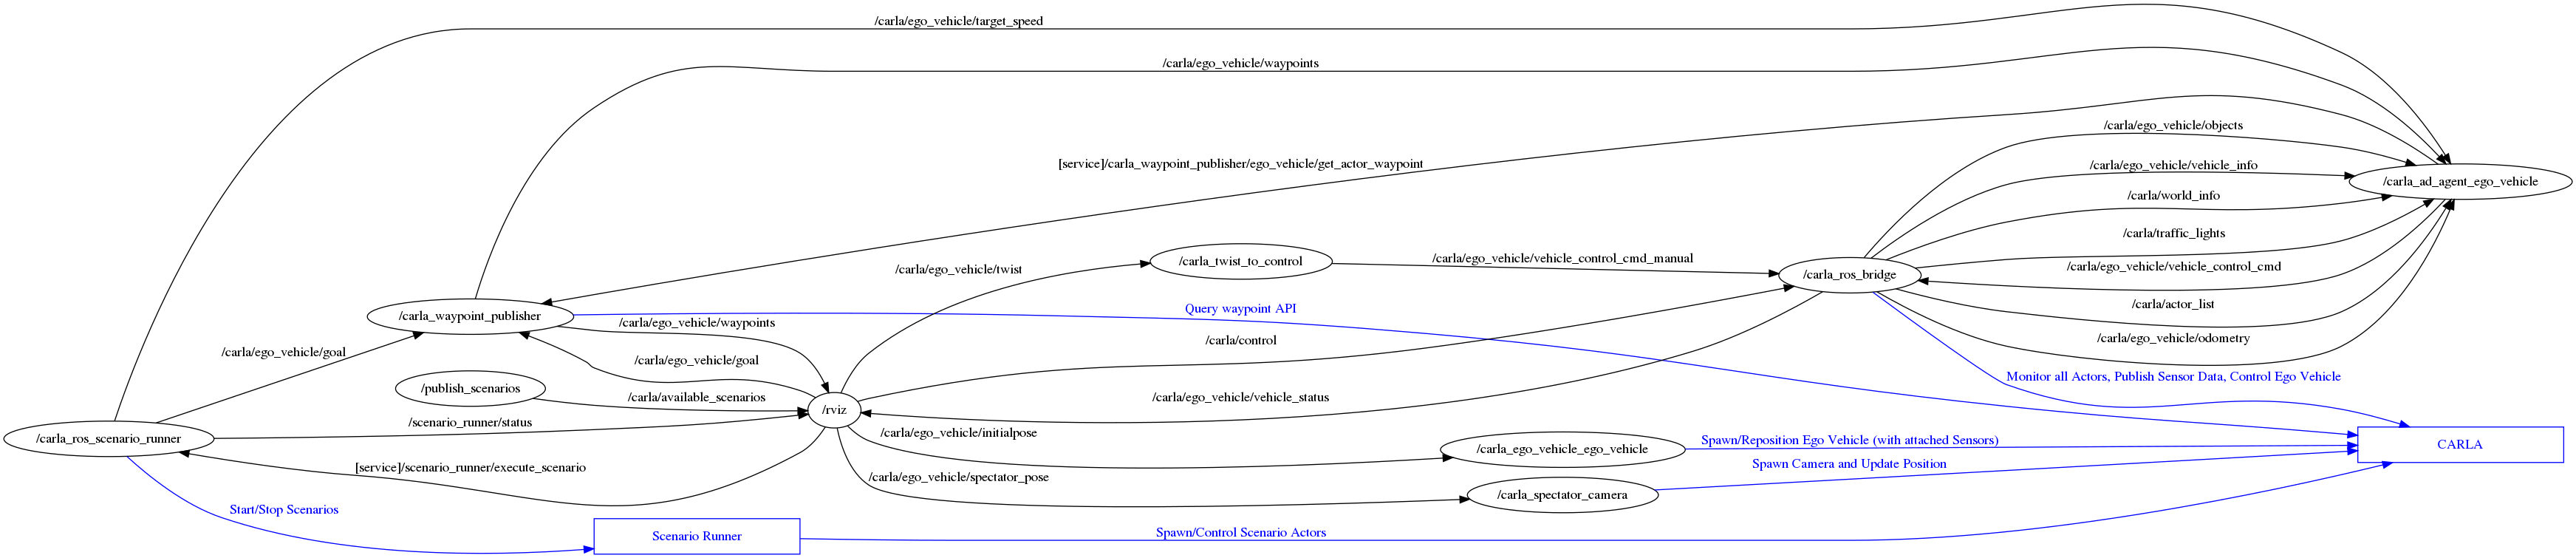 /carla/ego_vehicle/target_speed
/carla/ego_vehicle/waypoints
/carla/ego_vehicle/objects
[service]/carla_waypoint_publisher/ego_vehicle/get_actor_waypoint
/carla/ego_vehicle/vehicle_info
/carla_ad_agent_ego_vehicle
/carla/world_info
/carla/traffic_lights
/carla/ego_vehicle/twist
/carla_twist_to_control
/carla/ego_vehicle/vehicle_control_cmd_manual
/carla_ros_bridge
/carla/ego_vehicle/vehicle_control_cmd
/carla/actor_list
/carla_waypoint_publisher
Query waypoint API
/carla/ego_vehicle/waypoints
/carla/control
/carla/ego_vehicle/odometry
/carla/ego_vehicle/goal
/carla/ego_vehicle/goal
Monitor all Actors, Publish Sensor Data, Control Ego Vehicle
/publish_scenarios
/carla/available_scenarios
/carla/ego_vehicle/vehicle_status
/rviz
/scenario_runner/status
/carla_ros_scenario_runner
/carla/ego_vehicle/initialpose
Spawn/Reposition Ego Vehicle (with attached Sensors)
CARLA
/carla_ego_vehicle_ego_vehicle
[service]/scenario_runner/execute_scenario
Spawn Camera and Update Position
/carla/ego_vehicle/spectator_pose
/carla_spectator_camera
Start/Stop Scenarios
Scenario Runner
Spawn/Control Scenario Actors